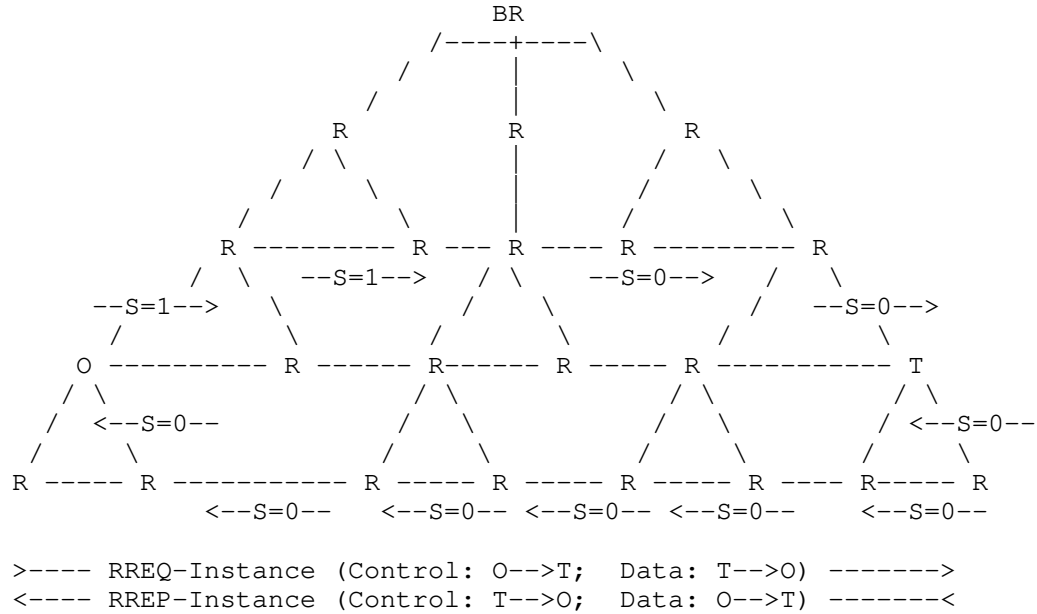 BR
/----+----\
R R R
R --------- R --- R ---- R --------- R
--S=1--> --S=0-->
--S=1--> --S=0-->
O ---------- R ------ R------ R ----- R ----------- T
<--S=0-- <--S=0--
R ----- R ----------- R ----- R ----- R ----- R ---- R----- R
<--S=0-- <--S=0-- <--S=0-- <--S=0-- <--S=0--
>---- RREQ-Instance (Control: O-->T; Data: T-->O) ------->
<---- RREP-Instance (Control: T-->O; Data: O-->T) -------<